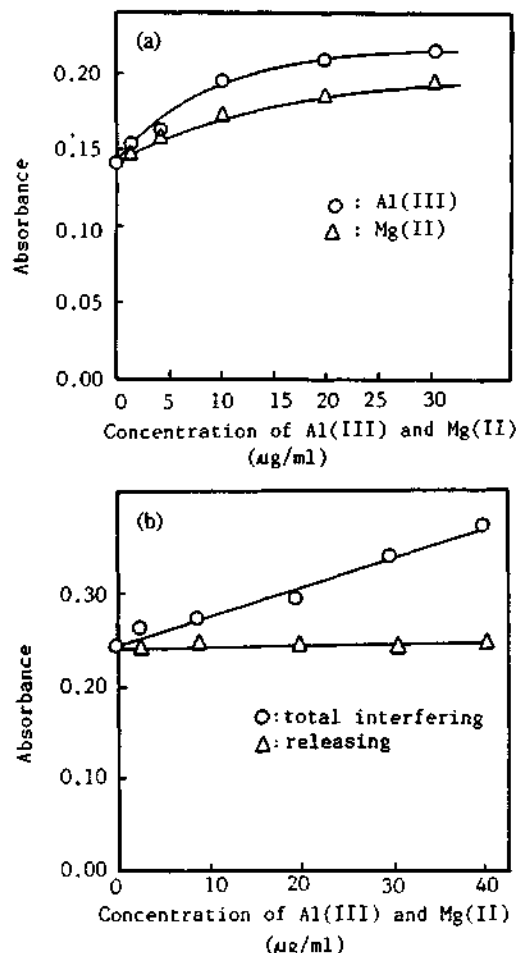 (a)
0.20
0.15
0.10
0.05
0.00
Absorbance
○ : Al(III)
△ : Mg(II)
0 5 10 15 20 25 30
Concentration of Al(III) and Mg(II)
(µg/ml)
(b)
0.30
0.20
0.10
0.00
Absorbance
○:total interfering
△:releasing
0 10 20 30 40
Concentration of Al(III) and Mg(II)
(µg/ml)